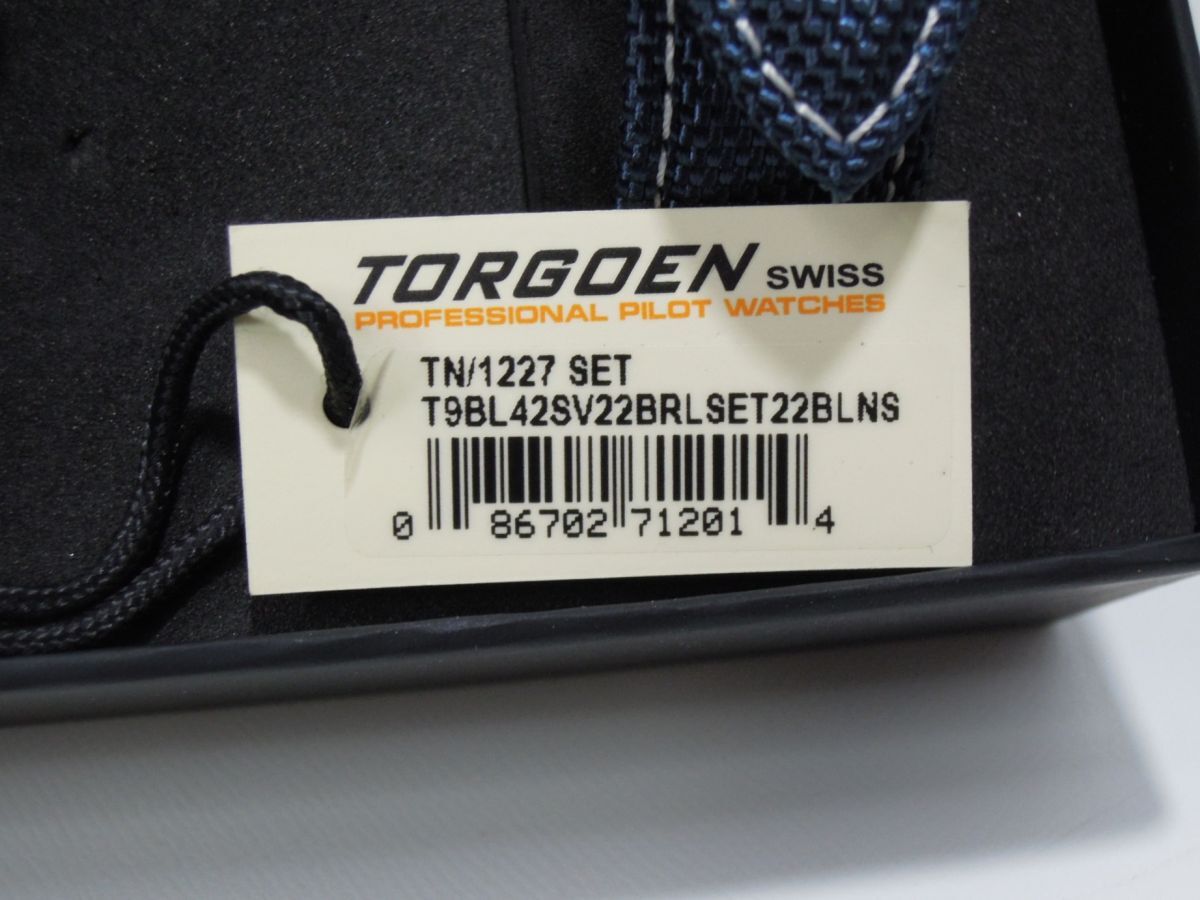 TORGOEN SWISS
PROFESSIONAL PILOT WATCHES
TN/1227 SET
T9BL42SV22BRLSET22BLNS
0 86702 71201 4